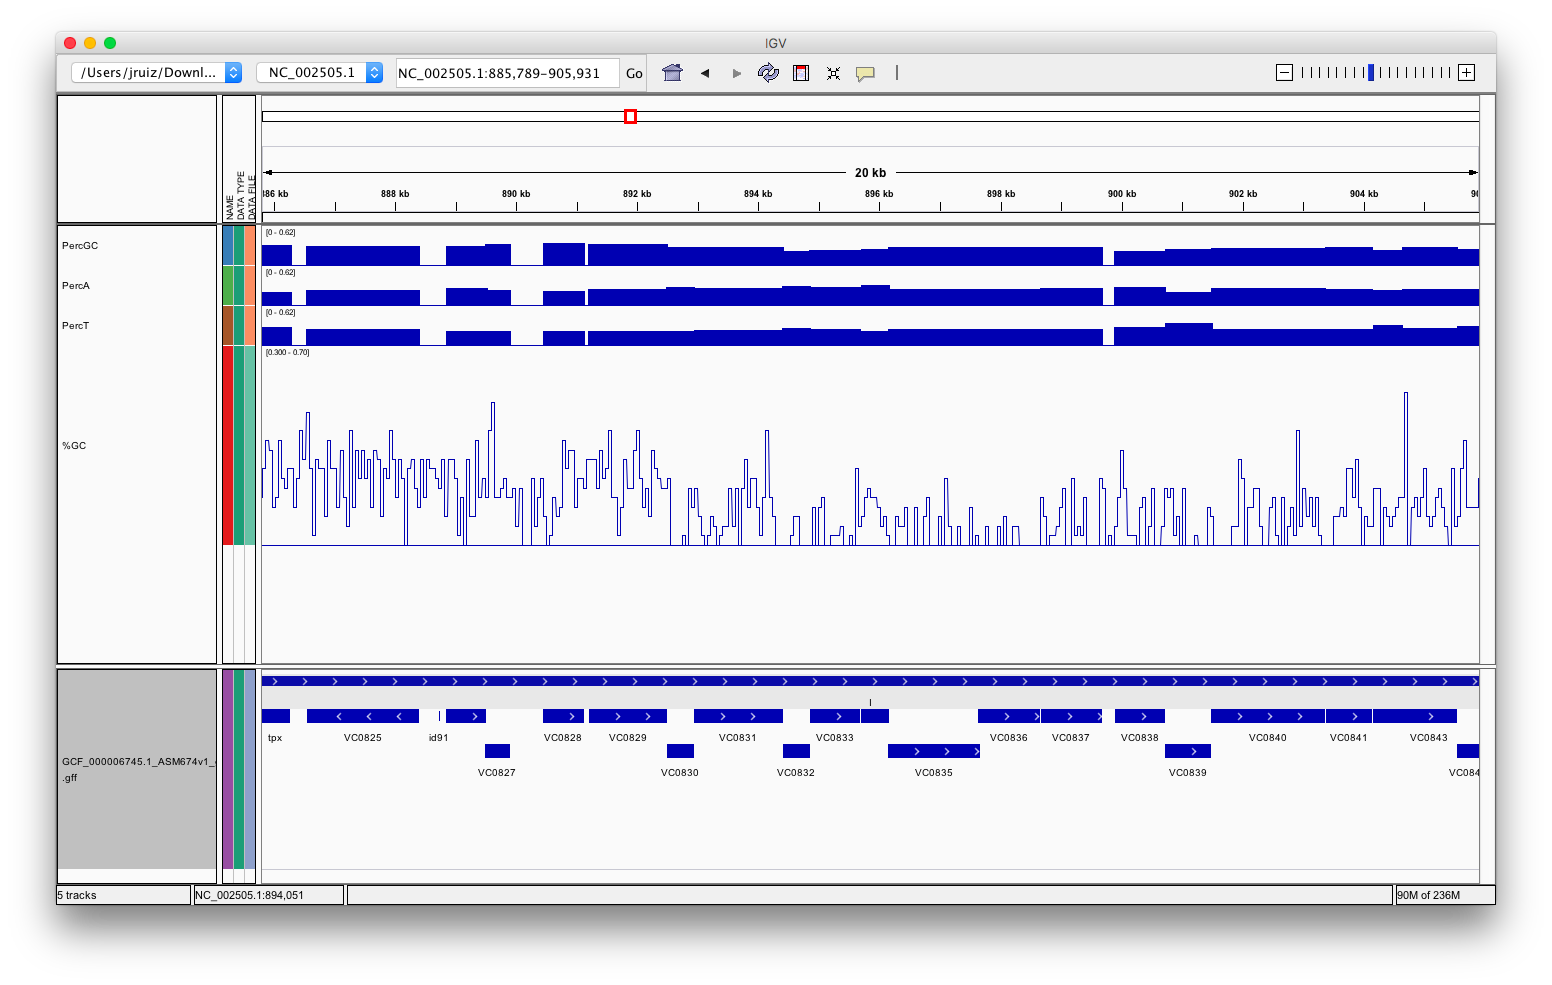 IGV
/Users/jruiz/Downl... NC_002505.1 NC_002505.1:885,789-905,931 Go
NAME
DATA TYPE
DATA FILE
20 kb
886 kb 888 kb 890 kb 892 kb 894 kb 896 kb 898 kb 900 kb 902 kb 904 kb
PercGC [0 - 0.62]
PercA [0 - 0.62]
PercT [0 - 0.62]
[0.300 - 0.70]
%GC
tpx VC0825 id91 VC0828 VC0829 VC0831 VC0833 VC0836 VC0837 VC0838 VC0840 VC0841 VC0843
VC0827 VC0830 VC0832 VC0835 VC0839 VC084
GCF_000006745.1_ASM674v1_
.gff
5 tracks NC_002505.1:894,051 90M of 236M